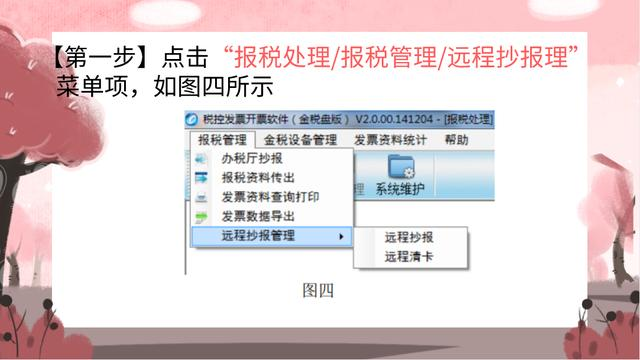 【第一步】点击“报税处理/报税管理/远程抄报理”
菜单项，如图四所示
税控发票开票软件（金税盘版） V2.0.00.141204 - [报税处理]
报税管理 金税设备管理 发票资料统计 帮助
办税厅抄报
报税资料传出
发票资料查询打印
理 系统维护
发票数据导出
远程抄报管理
远程抄报
远程清卡
图四